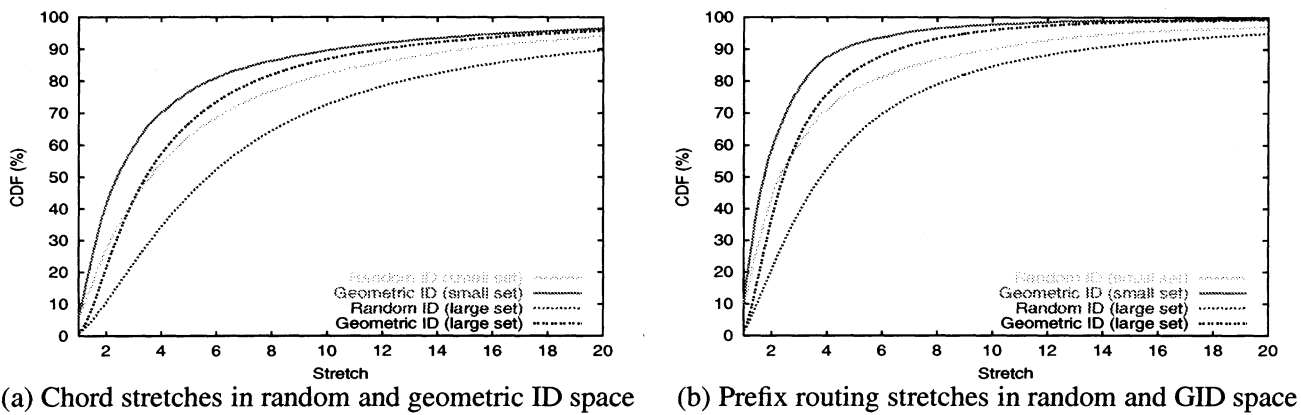 100
90
80
70
60
50
40
30
20
10
0
CDF (%)
2 4 6 8 10 12 14 16 18 20
Stretch
Random ID (small set)
Geometric ID (small set)
Random ID (large set)
Geometric ID (large set)
(a) Chord stretches in random and geometric ID space
100
90
80
70
60
50
40
30
20
10
0
CDF (%)
2 4 6 8 10 12 14 16 18 20
Stretch
Random ID (small set)
Geometric ID (small set)
Random ID (large set)
Geometric ID (large set)
(b) Prefix routing stretches in random and GID space